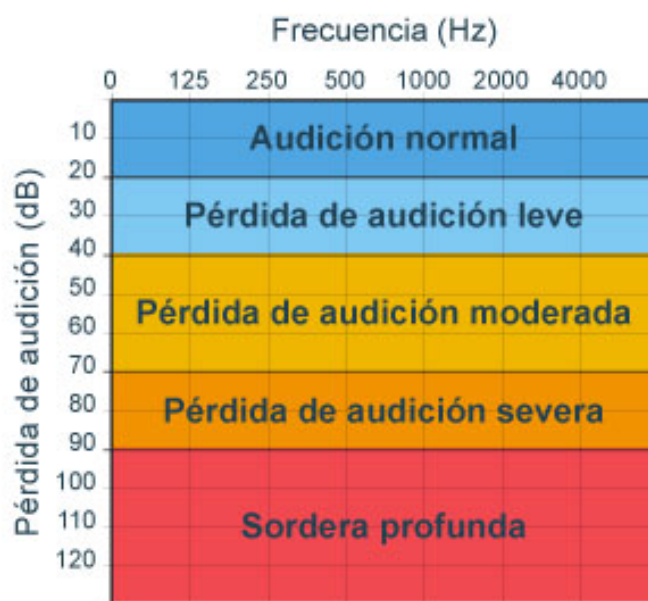 Frecuencia (Hz)
0 125 250 500 1000 2000 4000
Pérdida de audición (dB)
10
Audición normal
20
30
Pérdida de audición leve
40
50
Pérdida de audición moderada
60
70
80
Pérdida de audición severa
90
100
110
Sordera profunda
120